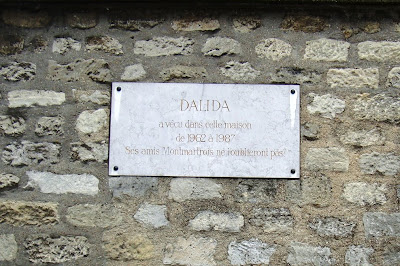 DALIDA
a vécu dans cette maison
de 1962 à 1987
Ses amis Montmartrois ne l'oublieront pas